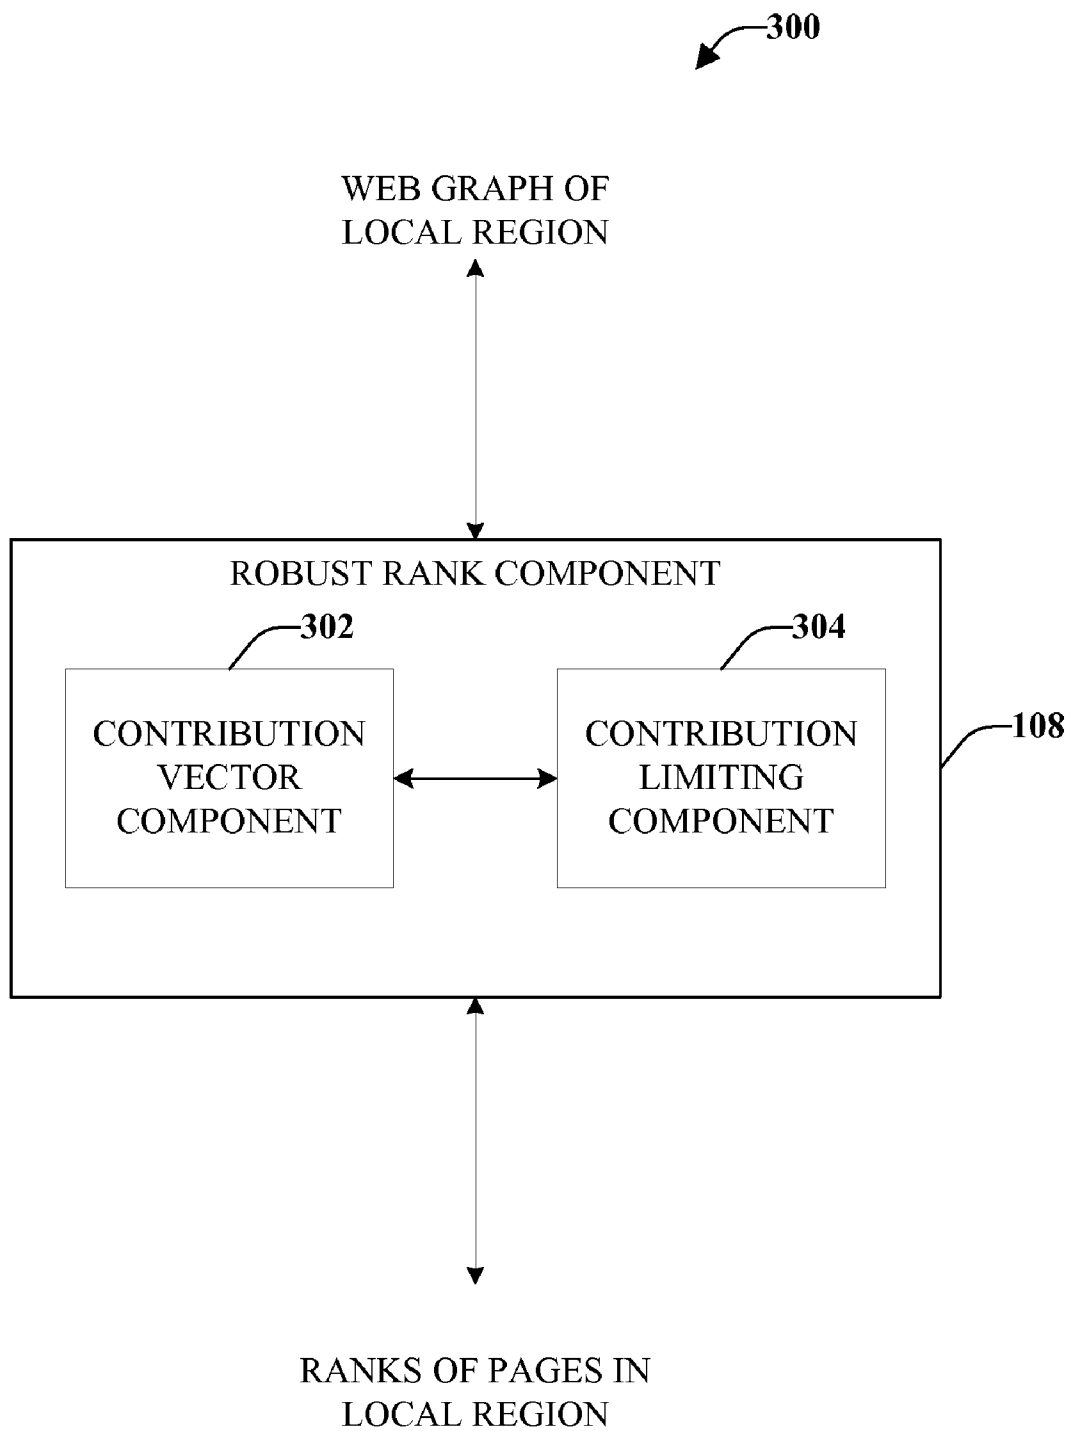 300
WEB GRAPH OF
LOCAL REGION
ROBUST RANK COMPONENT
302
304
CONTRIBUTION
VECTOR
COMPONENT
CONTRIBUTION
LIMITING
COMPONENT
108
RANKS OF PAGES IN
LOCAL REGION